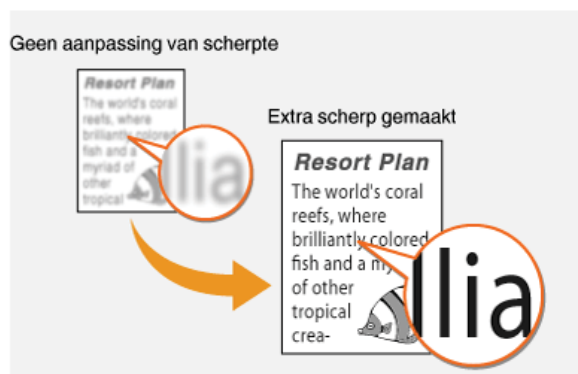 Geen aanpassing van scherpte
Resort Plan
The world's coral
reefs, where
brilliantly colored
fish and a
myriad of
other
tropical
llia
Extra scherp gemaakt
Resort Plan
The world's coral
reefs, where
brilliantly colored
fish and a my
of other
tropical
crea-
llia